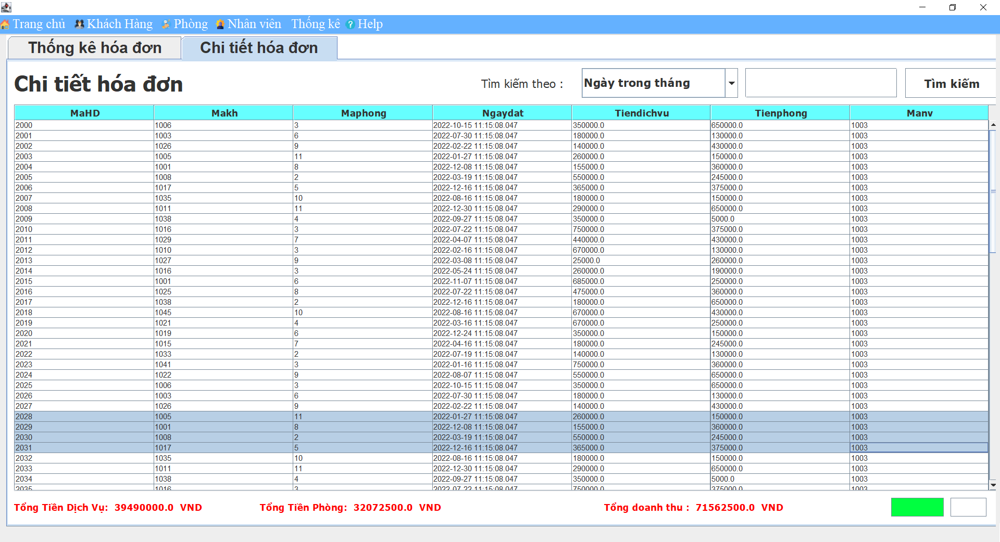 Trang chủ Khách Hàng Phòng Nhân viên Thống kê Help
Thống kê hóa đơn Chi tiết hóa đơn
Chi tiết hóa đơn Tìm kiếm theo : Ngày trong tháng Tìm kiếm
MaHD Makh Maphong Ngaydat Tiendichvu Tienphong Manv
2000 1006 3 2022-10-15 11:15:08.047 350000.0 650000.0 1003
2001 1003 6 2022-07-30 11:15:08.047 180000.0 130000.0 1003
2002 1026 9 2022-02-22 11:15:08.047 140000.0 430000.0 1003
2003 1005 11 2022-01-27 11:15:08.047 260000.0 150000.0 1003
2004 1001 8 2022-12-08 11:15:08.047 155000.0 360000.0 1003
2005 1008 2 2022-03-19 11:15:08.047 550000.0 245000.0 1003
2006 1017 5 2022-12-16 11:15:08.047 365000.0 375000.0 1003
2007 1035 10 2022-08-16 11:15:08.047 180000.0 150000.0 1003
2008 1011 11 2022-12-30 11:15:08.047 290000.0 650000.0 1003
2009 1038 4 2022-09-27 11:15:08.047 350000.0 5000.0 1003
2010 1016 3 2022-07-22 11:15:08.047 750000.0 375000.0 1003
2011 1029 7 2022-04-07 11:15:08.047 440000.0 430000.0 1003
2012 1010 3 2022-02-16 11:15:08.047 670000.0 130000.0 1003
2013 1027 9 2022-03-08 11:15:08.047 25000.0 260000.0 1003
2014 1016 3 2022-05-24 11:15:08.047 260000.0 190000.0 1003
2015 1001 6 2022-11-07 11:15:08.047 685000.0 250000.0 1003
2016 1025 8 2022-07-22 11:15:08.047 475000.0 360000.0 1003
2017 1038 2 2022-12-16 11:15:08.047 180000.0 650000.0 1003
2018 1045 10 2022-08-16 11:15:08.047 670000.0 430000.0 1003
2019 1021 4 2022-03-16 11:15:08.047 670000.0 250000.0 1003
2020 1019 6 2022-12-24 11:15:08.047 350000.0 150000.0 1003
2021 1015 7 2022-04-16 11:15:08.047 180000.0 245000.0 1003
2022 1033 2 2022-07-19 11:15:08.047 140000.0 130000.0 1003
2023 1041 3 2022-01-16 11:15:08.047 750000.0 360000.0 1003
2024 1022 9 2022-08-07 11:15:08.047 550000.0 650000.0 1003
2025 1006 3 2022-10-15 11:15:08.047 350000.0 650000.0 1003
2026 1003 6 2022-07-30 11:15:08.047 180000.0 130000.0 1003
2027 1026 9 2022-02-22 11:15:08.047 140000.0 430000.0 1003
2028 1005 11 2022-01-27 11:15:08.047 260000.0 150000.0 1003
2029 1001 8 2022-12-08 11:15:08.047 155000.0 360000.0 1003
2030 1008 2 2022-03-19 11:15:08.047 550000.0 245000.0 1003
2031 1017 5 2022-12-16 11:15:08.047 365000.0 375000.0 1003
2032 1035 10 2022-08-16 11:15:08.047 180000.0 150000.0 1003
2033 1011 11 2022-12-30 11:15:08.047 290000.0 650000.0 1003
2034 1038 4 2022-09-27 11:15:08.047 350000.0 5000.0 1003
2035 1016 3 2022-07-22 11:15:08.047 750000.0 375000.0 1003
Tổng Tiền Dịch Vụ: 39490000.0 VND Tổng Tiền Phòng: 32072500.0 VND Tổng doanh thu : 71562500.0 VND